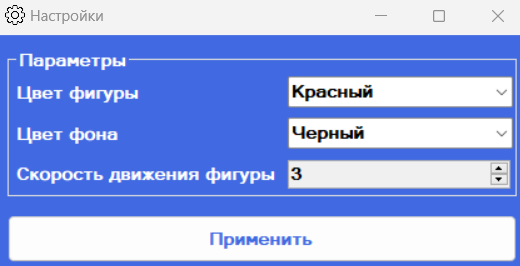 Настройки
Параметры
Цвет фигуры Красный
Цвет фона Черный
Скорость движения фигуры 3
Применить